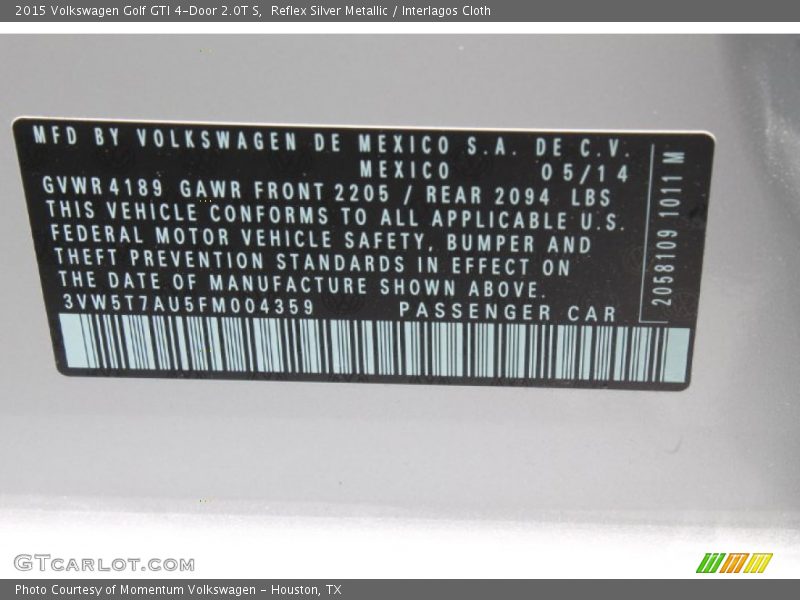 2015 Volkswagen Golf GTI 4-Door 2.0T S,  Reflex Silver Metallic / Interlagos Cloth
MFD BY VOLKSWAGEN DE MEXICO S.A. DE C.V.
MEXICO 05/14
GVWR 4189 GAWR FRONT 2205 / REAR 2094 LBS
THIS VEHICLE CONFORMS TO ALL APPLICABLE U.S.
FEDERAL MOTOR VEHICLE SAFETY, BUMPER AND
THEFT PREVENTION STANDARDS IN EFFECT ON
THE DATE OF MANUFACTURE SHOWN ABOVE.
3VW5T7AU5FM004359 PASSENGER CAR
2058109 1011 M
GTCARLOT.COM
Photo Courtesy of Momentum Volkswagen - Houston, TX